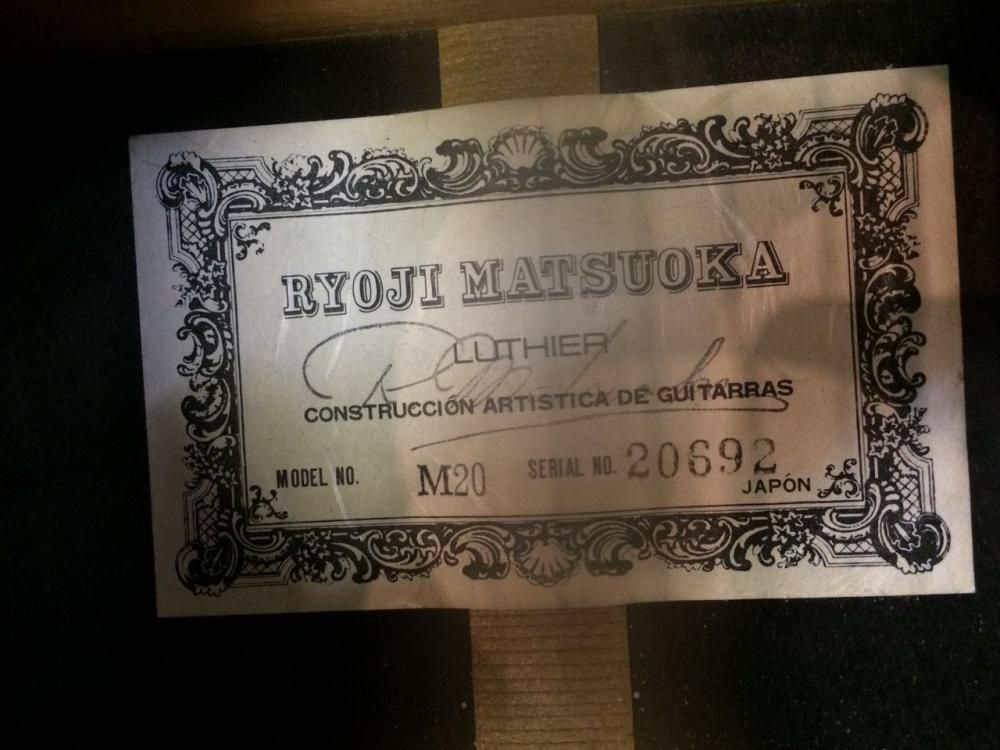 RYOJI MATSUOKA
LUTHIER
CONSTRUCCIÓN ARTISTICA DE GUITARRAS
MODEL NO. M20 SERIAL NO. 20692
JAPÓN